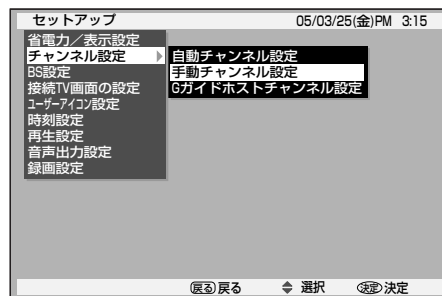 セットアップ 05/03/25(金)PM 3:15
省電力／表示設定
チャンネル設定
BS設定
接続TV画面の設定
ユーザーアイコン設定
時刻設定
再生設定
音声出力設定
録画設定
自動チャンネル設定
手動チャンネル設定
Gガイドホストチャンネル設定
戻る 戻る 選択 決定 決定